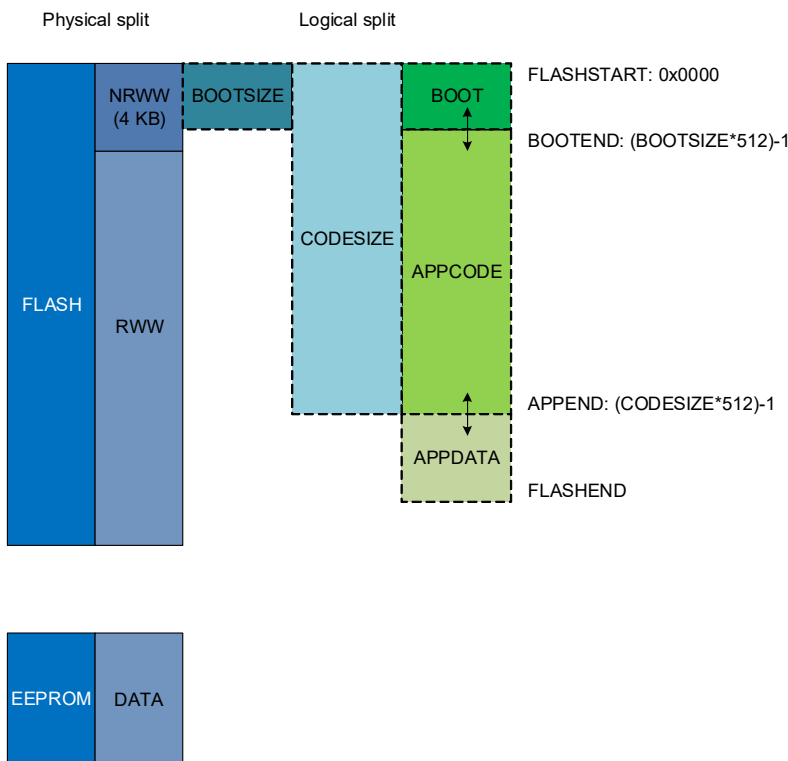 Physical split
Logical split
FLASHSTART: 0x0000
NRWW
(4 KB)
BOOTSIZE
BOOT
BOOTEND: (BOOTSIZE*512)-1
CODESIZE
APPCODE
FLASH
RWW
APPEND: (CODESIZE*512)-1
APPDATA
FLASHEND
EEPROM
DATA